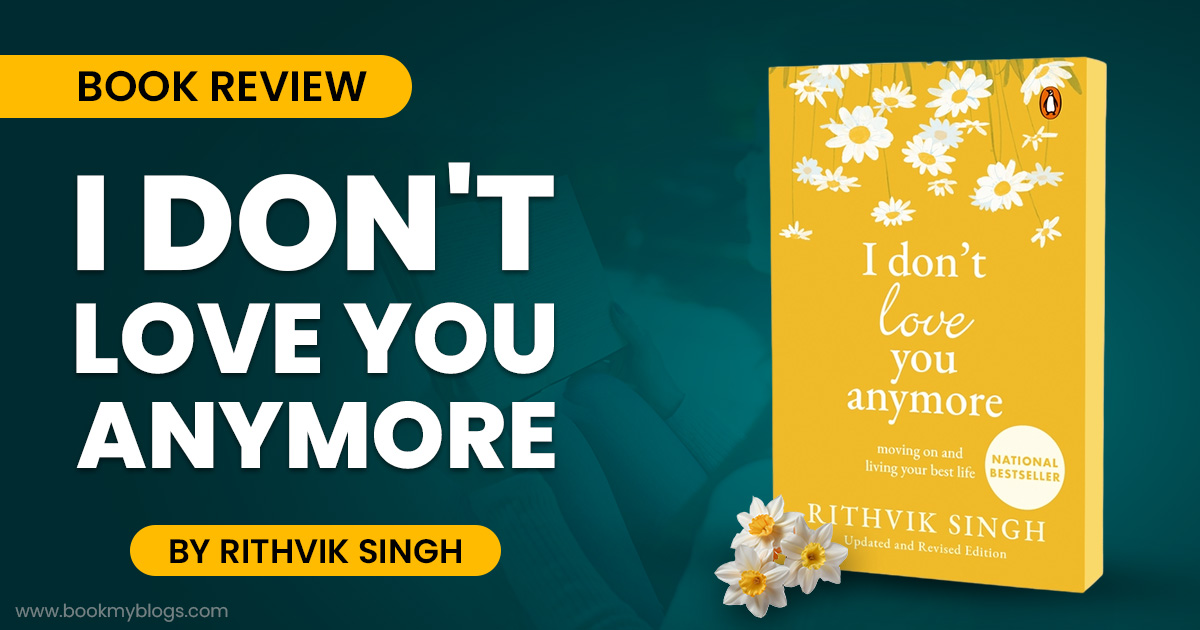 BOOK REVIEW
I DON'T
LOVE YOU
ANYMORE
BY RITHVIK SINGH
www.bookmyblogs.com
I don't
love
you
anymore
moving on and
living your best life
NATIONAL
BESTSELLER
RITHVIK SINGH
Updated and Revised Edition